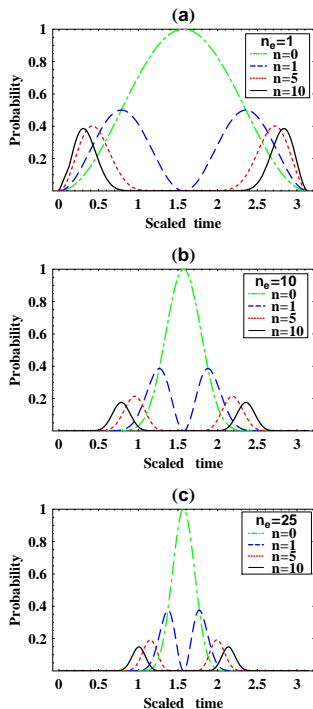 (a)
n_e=1
n=0
n=1
n=5
n=10
Probability
1
0.8
0.6
0.4
0.2
0 0.5 1 1.5 2 2.5 3
Scaled time
(b)
n_e=10
n=0
n=1
n=5
n=10
Probability
1
0.8
0.6
0.4
0.2
0 0.5 1 1.5 2 2.5 3
Scaled time
(c)
n_e=25
n=0
n=1
n=5
n=10
Probability
1
0.8
0.6
0.4
0.2
0 0.5 1 1.5 2 2.5 3
Scaled time